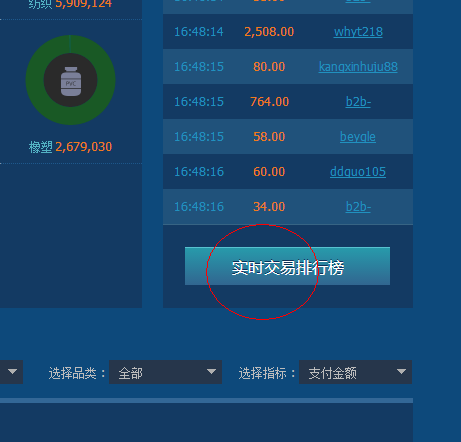 纺织 5,909,124
16:48:14 2,508.00 whyt218
16:48:15 80.00 kangxinhuju88
16:48:15 764.00 b2b-
PVC
16:48:15 58.00 beygle
橡塑 2,679,030
16:48:16 60.00 ddguo105
16:48:16 34.00 b2b-
实时交易排行榜
选择品类： 全部 选择指标： 支付金额